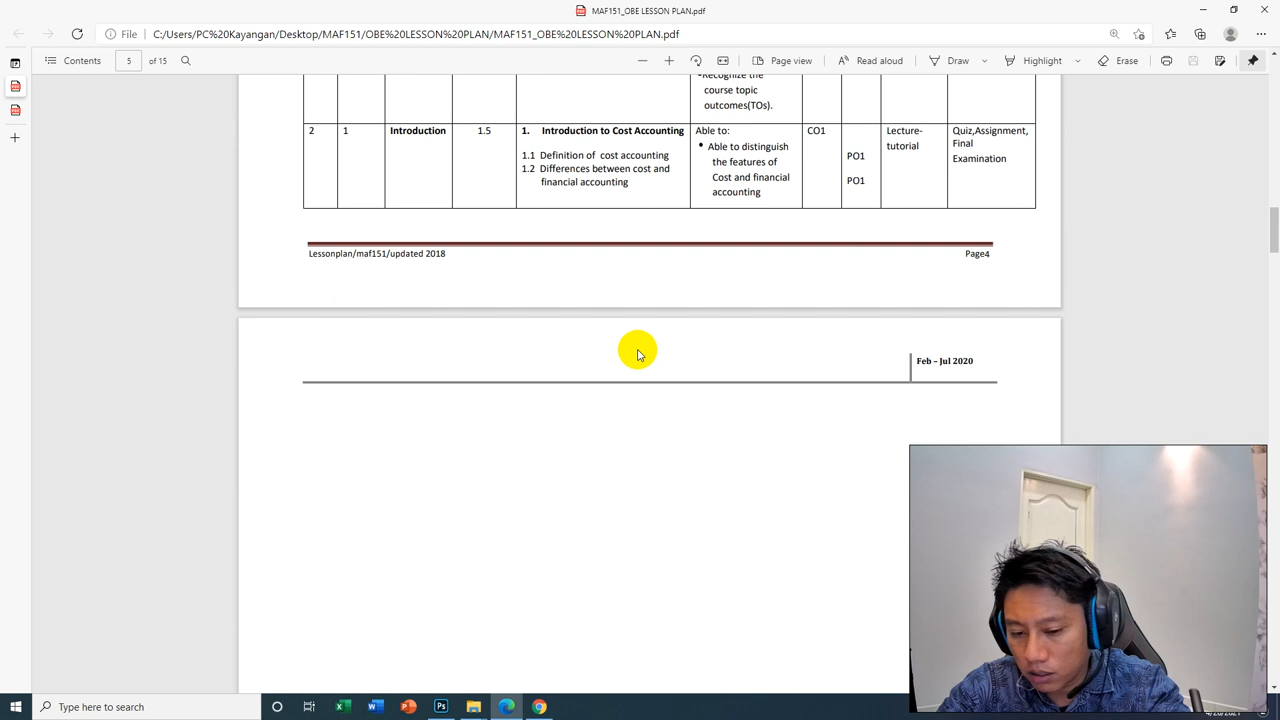 MAF151_OBE LESSON PLAN.pdf
File
C:/Users/PC%20Kayangan/Desktop/MAF151/OBE%20LESSON%20PLAN/MAF151_OBE%20LESSON%20PLAN.pdf
Contents
5
of 15
Page view
Read aloud
Draw
Highlight
Erase
Recognize the
course topic
outcomes(TOs).
2
1
Introduction
1.5
1. Introduction to Cost Accounting
1.1 Definition of cost accounting
1.2 Differences between cost and
financial accounting
Able to:
• Able to distinguish
the features of
Cost and financial
accounting
CO1
PO1
PO1
Lecture-
tutorial
Quiz,Assignment,
Final
Examination
Lessonplan/maf151/updated 2018
Page4
Feb – Jul 2020
Type here to search